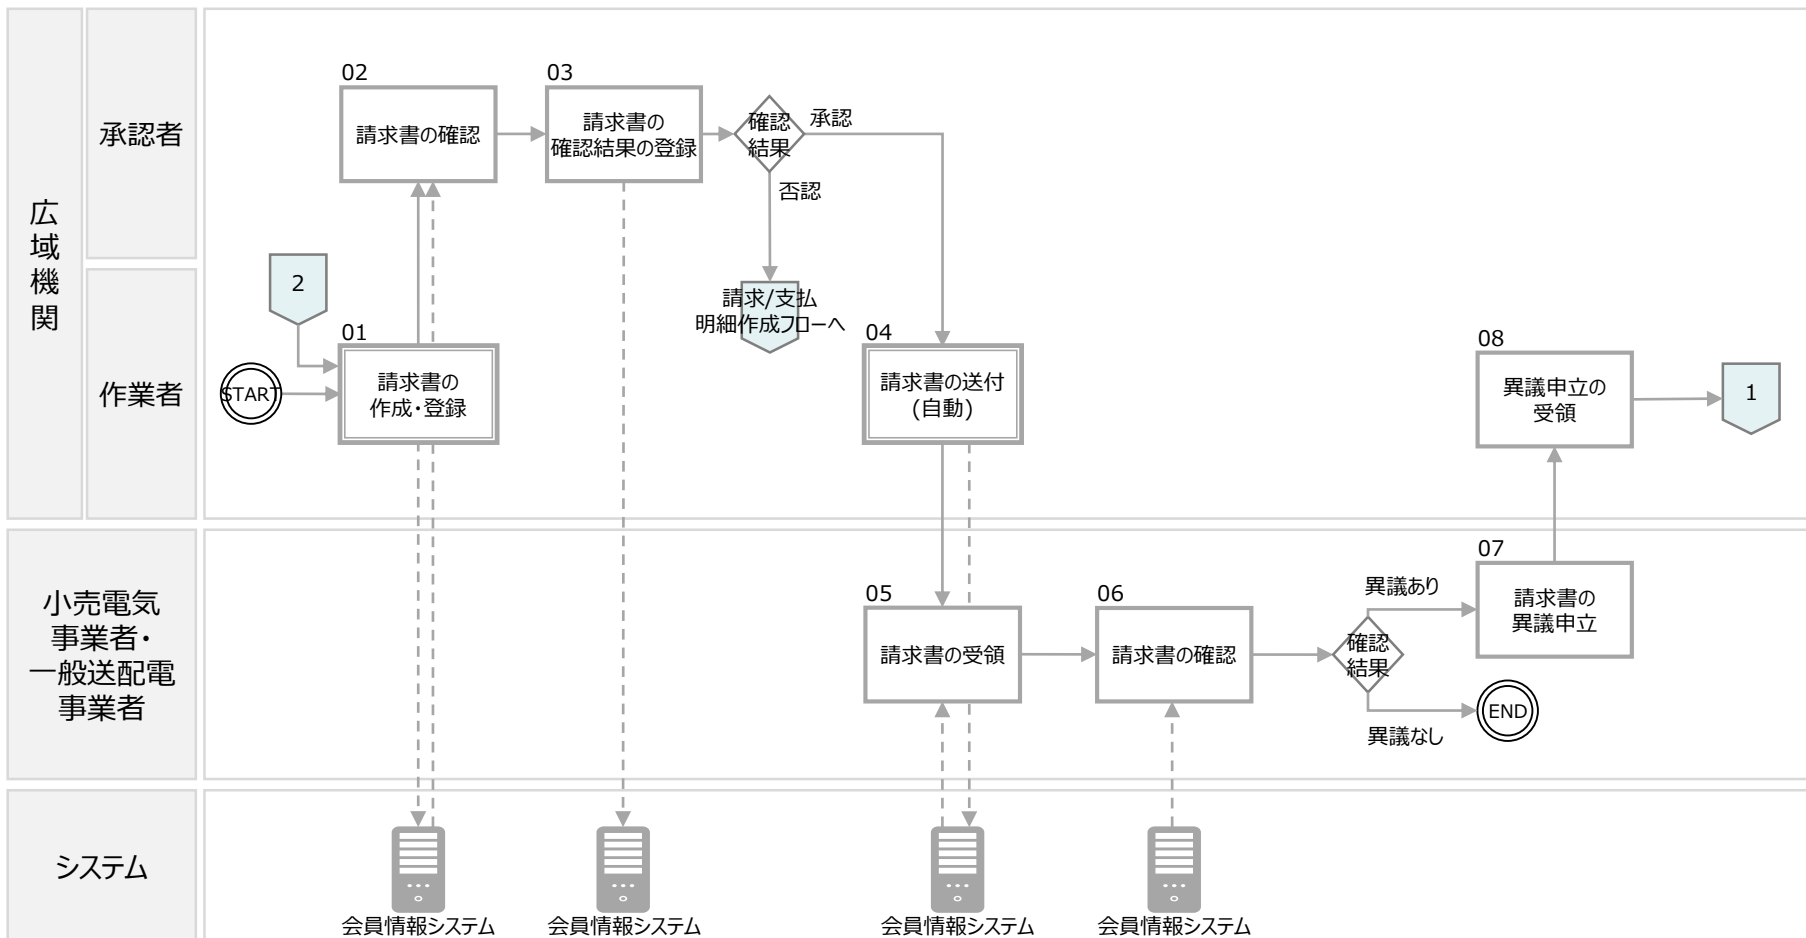 広
域
機
関
承認者
作業者
小売電気
事業者・
一般送配電
事業者
システム
02
請求書の確認
03
請求書の
確認結果の登録
確認
結果
承認
否認
請求/支払
明細作成フローへ
2
START
01
請求書の
作成・登録
04
請求書の送付
(自動)
08
異議申立の
受領
1
05
請求書の受領
06
請求書の確認
確認
結果
異議あり
異議なし
07
請求書の
異議申立
END
会員情報システム
会員情報システム
会員情報システム
会員情報システム